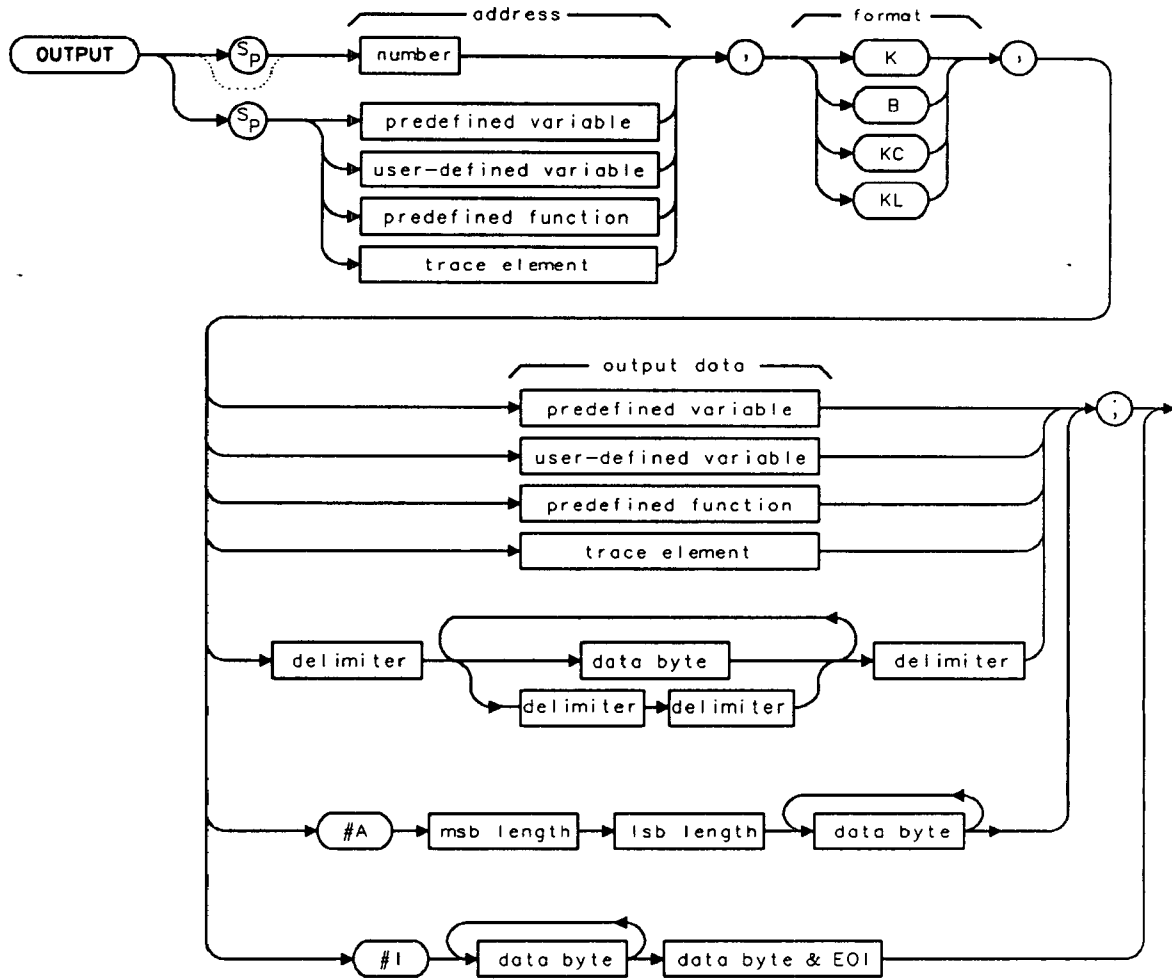 address
format
OUTPUT
SP
number
,
K
,
B
SP
predefined variable
user-defined variable
KC
predefined function
KL
trace element
output data
predefined variable
;
user-defined variable
predefined function
trace element
delimiter
data byte
delimiter
delimiter
delimiter
#A
msb length
lsb length
data byte
#I
data byte
data byte & EOI